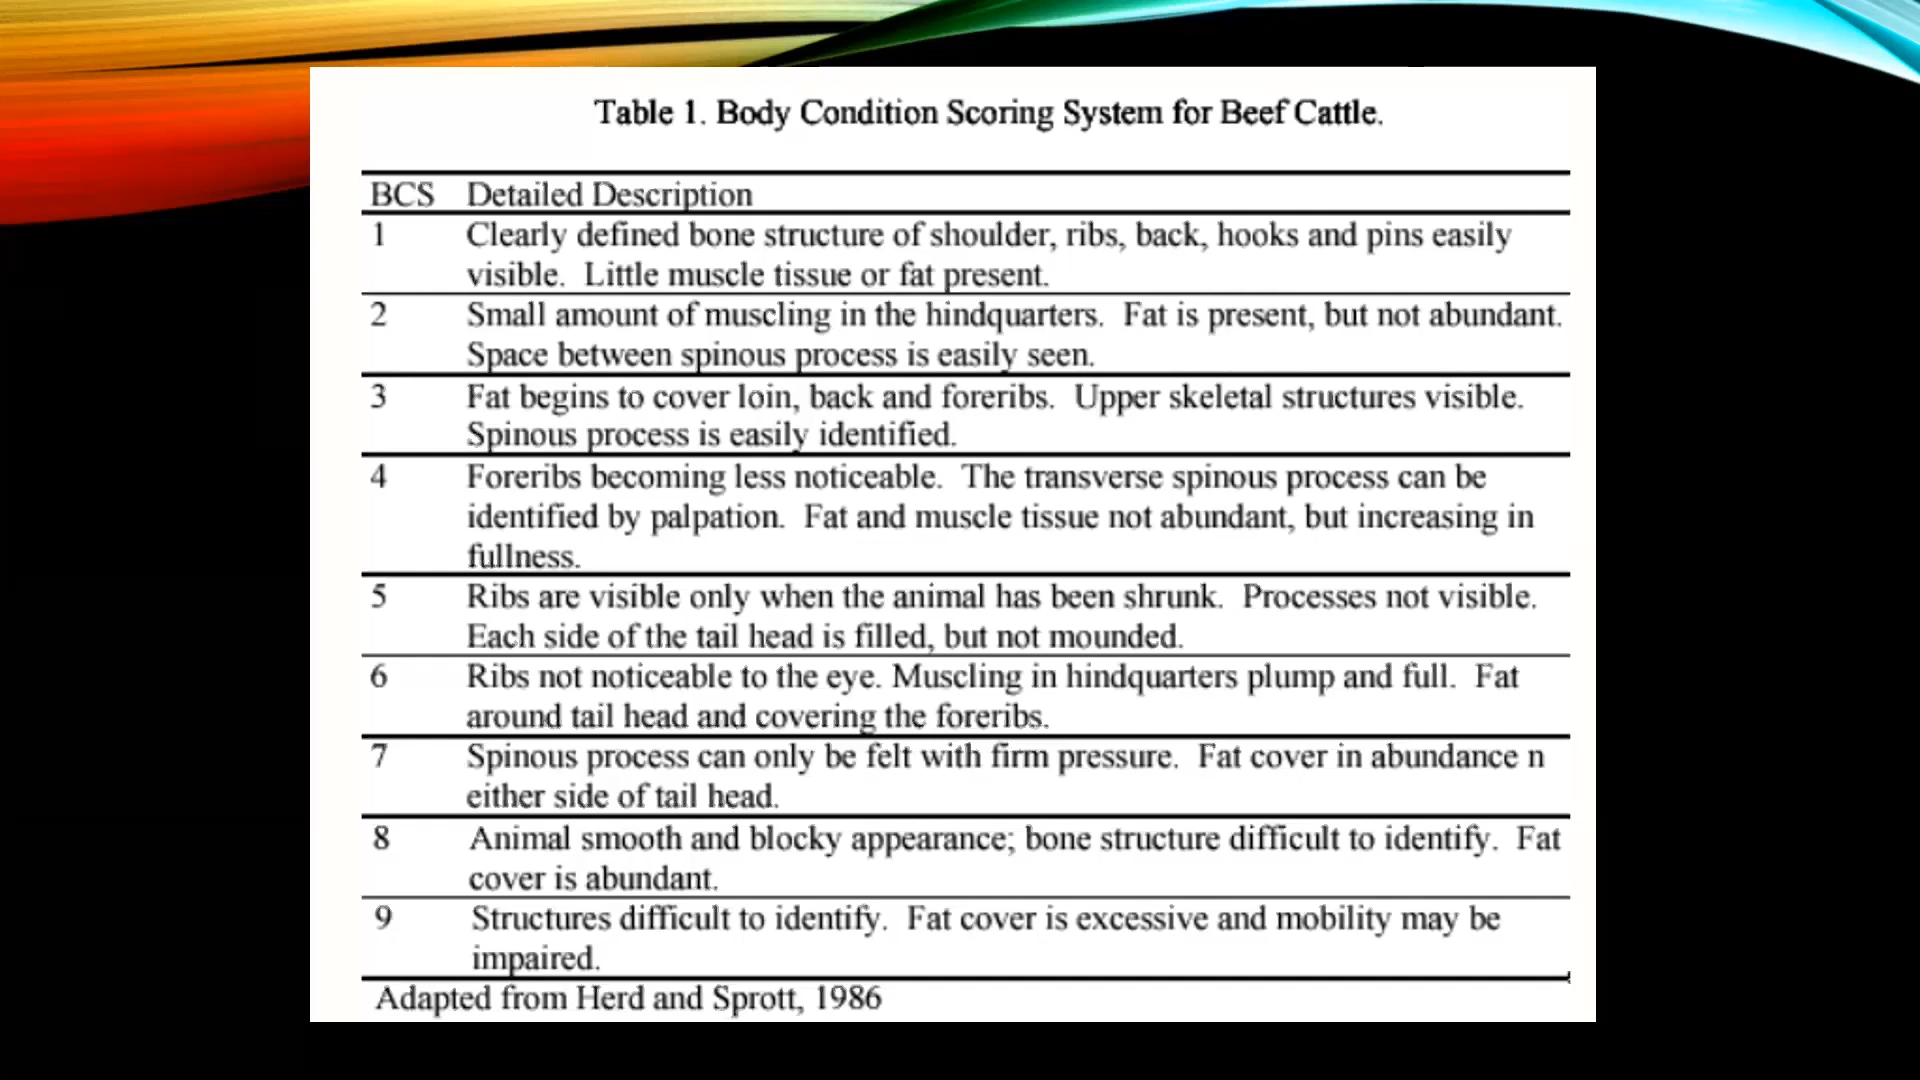 Table 1. Body Condition Scoring System for Beef Cattle.
BCS Detailed Description
1 Clearly defined bone structure of shoulder, ribs, back, hooks and pins easily
visible. Little muscle tissue or fat present.
2 Small amount of muscling in the hindquarters. Fat is present, but not abundant.
Space between spinous process is easily seen.
3 Fat begins to cover loin, back and foreribs. Upper skeletal structures visible.
Spinous process is easily identified.
4 Foreribs becoming less noticeable. The transverse spinous process can be
identified by palpation. Fat and muscle tissue not abundant, but increasing in
fullness.
5 Ribs are visible only when the animal has been shrunk. Processes not visible.
Each side of the tail head is filled, but not mounded.
6 Ribs not noticeable to the eye. Muscling in hindquarters plump and full. Fat
around tail head and covering the foreribs.
7 Spinous process can only be felt with firm pressure. Fat cover in abundance n
either side of tail head.
8 Animal smooth and blocky appearance; bone structure difficult to identify. Fat
cover is abundant.
9 Structures difficult to identify. Fat cover is excessive and mobility may be
impaired.
Adapted from Herd and Sprott, 1986